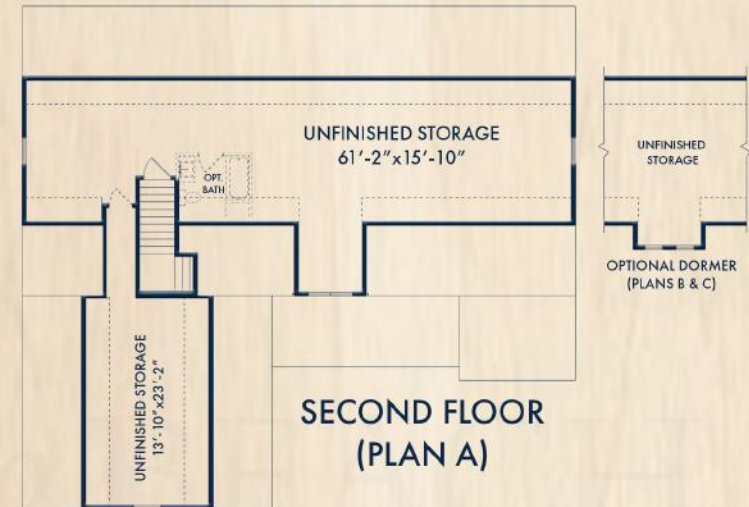 UNFINISHED STORAGE
61'-2"x15'-10"
OPT.
BATH
UNFINISHED
STORAGE
OPTIONAL DORMER
(PLANS B & C)
UNFINISHED STORAGE
13'-10"x23'-2"
SECOND FLOOR
(PLAN A)